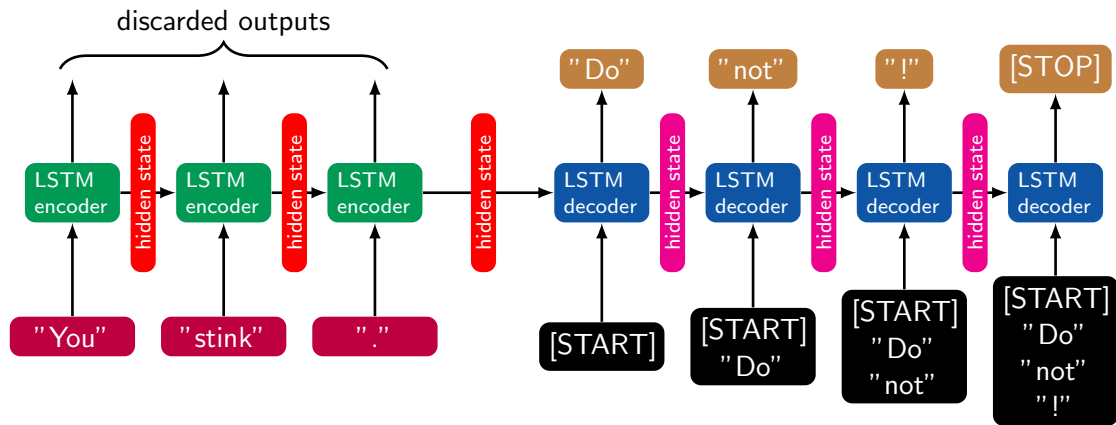 discarded outputs
"Do"
"not"
"!"
[STOP]
LSTM
encoder
hidden state
LSTM
encoder
hidden state
LSTM
encoder
hidden state
LSTM
decoder
hidden state
LSTM
decoder
hidden state
LSTM
decoder
hidden state
LSTM
decoder
"You"
"stink"
"."
[START]
[START]
"Do"
[START]
"Do"
"not"
[START]
"Do"
"not"
"!"